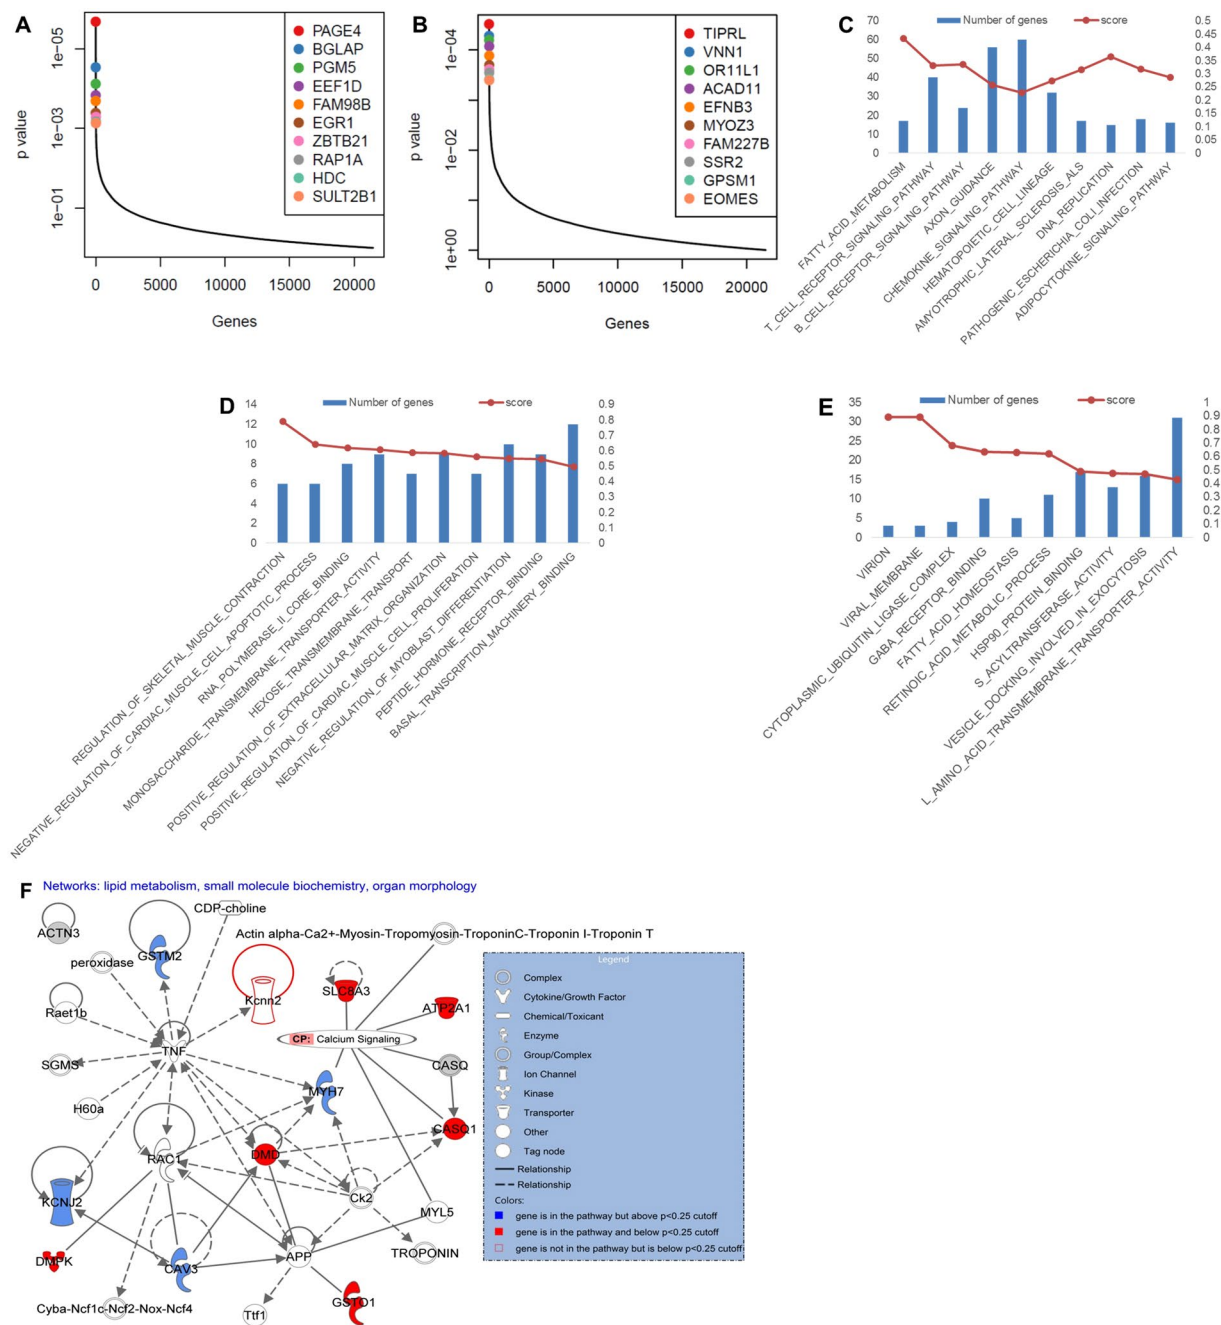 A
p value
1e−05
1e−03
1e−01
0
5000
10000
15000
20000
Genes
PAGE4
BGLAP
PGM5
EEF1D
FAM98B
EGR1
ZBTB21
RAP1A
HDC
SULT2B1
B
p value
1e−04
1e−02
1e+00
0
5000
10000
15000
20000
Genes
TIPRL
VNN1
OR11L1
ACAD11
EFNB3
MYOZ3
FAM227B
SSR2
GPSM1
EOMES
C
Number of genes
score
70
60
50
40
30
20
10
0
0.5
0.45
0.4
0.35
0.3
0.25
0.2
0.15
0.1
0.05
0
FATTY_ACID_METABOLISM
T_CELL_RECEPTOR_SIGNALING_PATHWAY
B_CELL_RECEPTOR_SIGNALING_PATHWAY
AXON_GUIDANCE
CHEMOKINE_SIGNALING_PATHWAY
HEMATOPOIETIC_CELL_LINEAGE
AMYOTROPHIC_LATERAL_SCLEROSIS_ALS
DNA_REPLICATION
PATHOGENIC_ESCHERICHIA_COLI_INFECTION
ADIPOCYTOKINE_SIGNALING_PATHWAY
D
Number of genes
score
14
12
10
8
6
4
2
0
0.9
0.8
0.7
0.6
0.5
0.4
0.3
0.2
0.1
0
REGULATION_OF_SKELETAL_MUSCLE_CONTRACTION
NEGATIVE_REGULATION_OF_CARDIAC_MUSCLE_CELL_APOPTOTIC_PROCESS
RNA_POLYMERASE_II_CORE_BINDING
MONOSACCHARIDE_TRANSMEMBRANE_TRANSPORTER_ACTIVITY
HEXOSE_TRANSMEMBRANE_TRANSPORT
POSITIVE_REGULATION_OF_EXTRACELLULAR_MATRIX_ORGANIZATION
POSITIVE_REGULATION_OF_CARDIAC_MUSCLE_CELL_PROLIFERATION
NEGATIVE_REGULATION_OF_MYOBLAST_DIFFERENTIATION
PEPTIDE_HORMONE_RECEPTOR_BINDING
BASAL_TRANSCRIPTION_MACHINERY_BINDING
E
Number of genes
score
35
30
25
20
15
10
5
0
1
0.9
0.8
0.7
0.6
0.5
0.4
0.3
0.2
0.1
0
VIRION
VIRAL_MEMBRANE
CYTOPLASMIC_UBIQUITIN_LIGASE_COMPLEX
GABA_RECEPTOR_BINDING
FATTY_ACID_HOMEOSTASIS
RETINOIC_ACID_METABOLIC_PROCESS
HSP90_PROTEIN_BINDING
S_ACYLTRANSFERASE_ACTIVITY
VESICLE_DOCKING_INVOLVED_IN_EXOCYTOSIS
L_AMINO_ACID_TRANSMEMBRANE_TRANSPORTER_ACTIVITY
F
Networks: lipid metabolism, small molecule biochemistry, organ morphology
CDP-choline
ACTN3
Actin alpha-Ca2+-Myosin-Tropomyosin-TroponinC-Troponin I-Troponin T
GSTM2
peroxidase
Kcnn2
SLC8A3
ATP2A1
Raet1b
CP: Calcium Signaling
TNF
SGMS
CASQ
MYH7
H60a
CASQ1
RAC1
DMD
KCNJ2
Ck2
MYL5
TROPONIN
APP
DMPK
CAV3
GSTO1
Cyba-Ncf1c-Ncf2-Nox-Ncf4
Ttf1
Legend
Complex
Cytokine/Growth Factor
Chemical/Toxicant
Enzyme
Group/Complex
Ion Channel
Kinase
Transporter
Other
Tag node
Relationship
Relationship
Colors:
gene is in the pathway but above p<0.25 cutoff
gene is in the pathway and below p<0.25 cutoff
gene is not in the pathway but is below p<0.25 cutoff